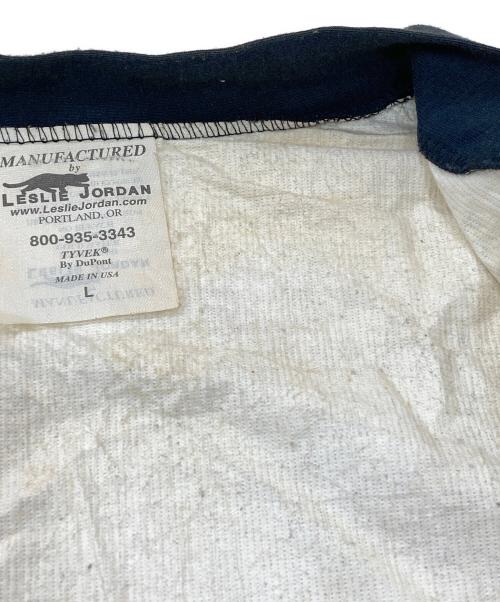 MANUFACTURED
by
LESLIE JORDAN
www.LeslieJordan.com
PORTLAND, OR
800-935-3343
TYVEK®
By DuPont
MADE IN USA
L